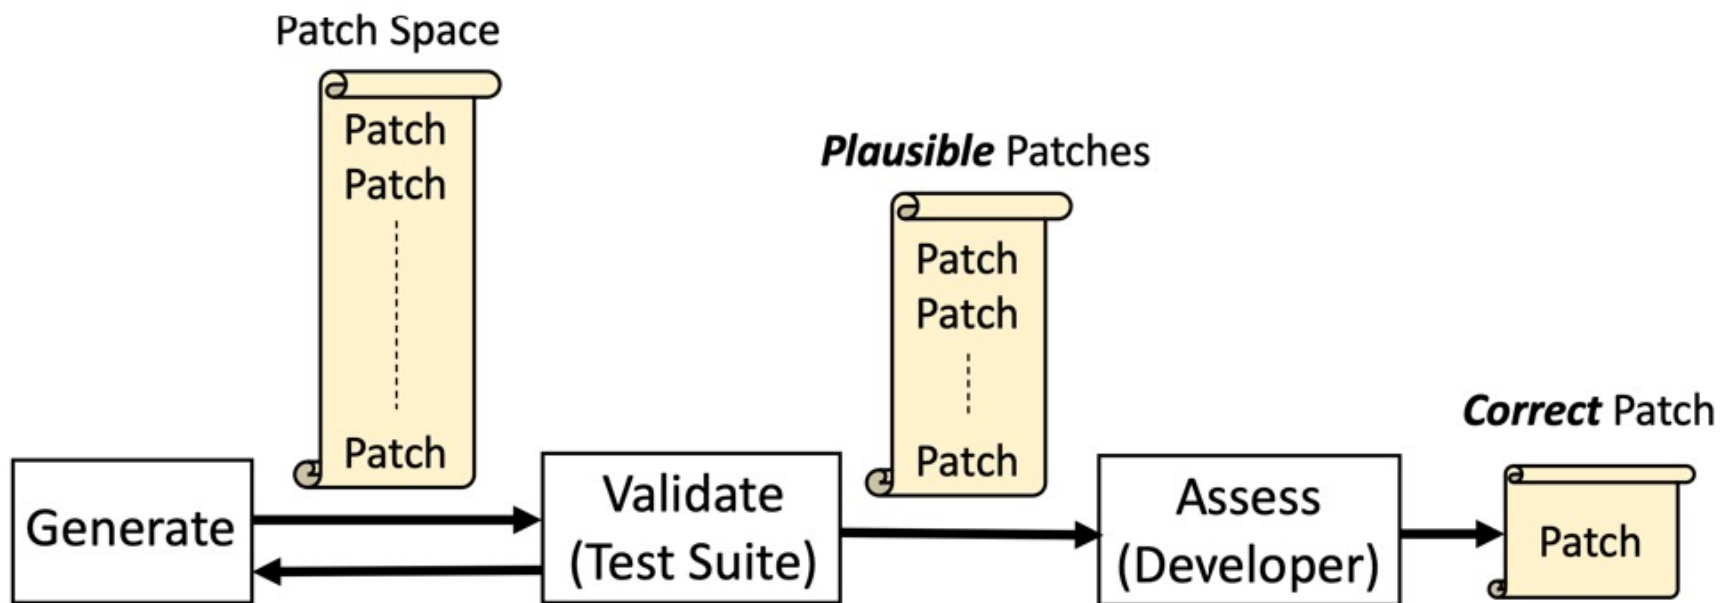 Patch Space
Patch
Patch
Patch
Plausible Patches
Patch
Patch
Patch
Correct Patch
Patch
Generate
Validate
(Test Suite)
Assess
(Developer)